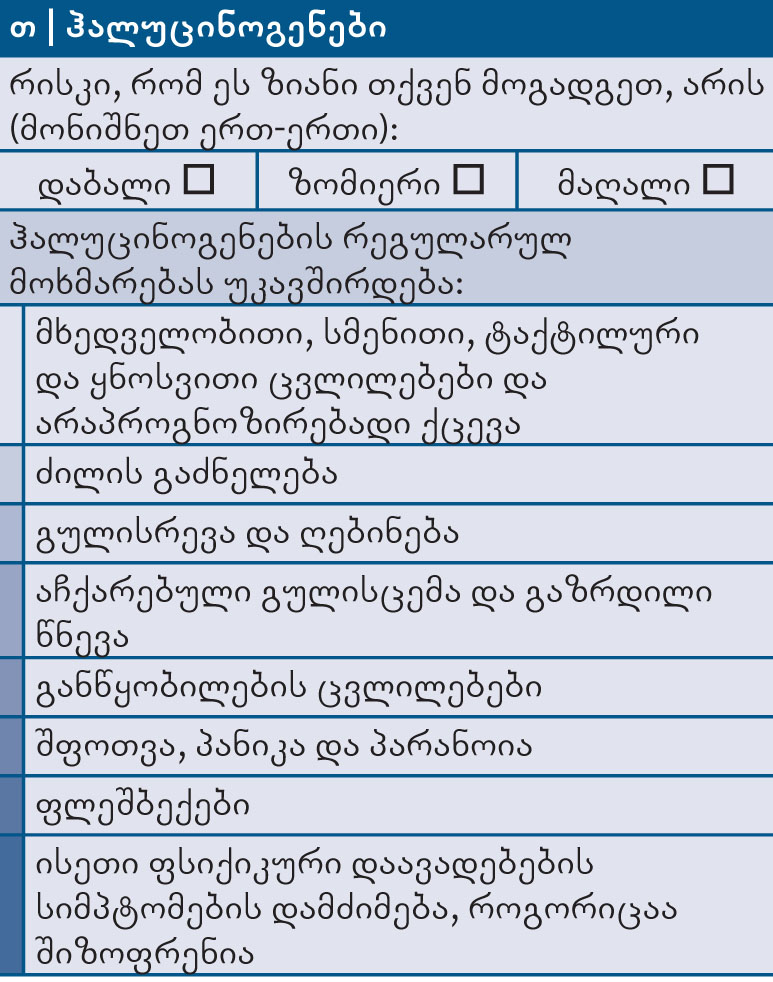 თ | ჰალუცინოგენები
რისკი, რომ ეს ზიანი თქვენ მოგადგეთ, არის
(მონიშნეთ ერთ-ერთი):
დაბალი ☐ ზომიერი ☐ მაღალი ☐
ჰალუცინოგენების რეგულარულ
მოხმარებას უკავშირდება:
მხედველობითი, სმენითი, ტაქტილური
და ყნოსვითი ცვლილებები და
არაპროგნოზირებადი ქცევა
ძილის გაძნელება
გულისრევა და ღებინება
აჩქარებული გულისცემა და გაზრდილი
წნევა
განწყობილების ცვლილებები
შფოთვა, პანიკა და პარანოია
ფლეშბექები
ისეთი ფსიქიკური დაავადებების
სიმპტომების დამძიმება, როგორიცაა
შიზოფრენია